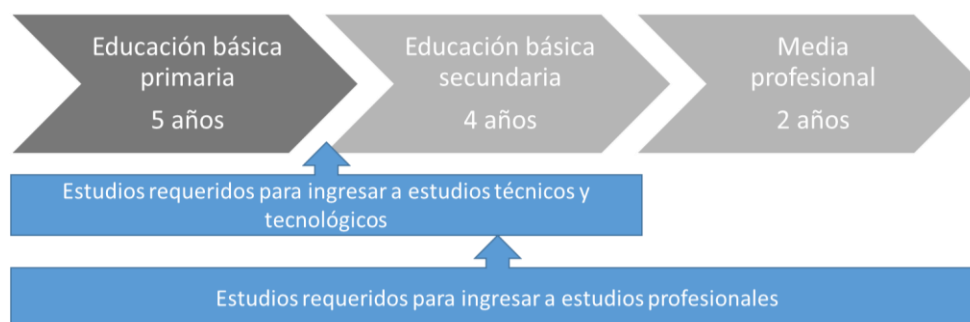 Educación básica
primaria
5 años
Educación básica
secundaria
4 años
Media
profesional
2 años
Estudios requeridos para ingresar a estudios técnicos y
tecnológicos
Estudios requeridos para ingresar a estudios profesionales